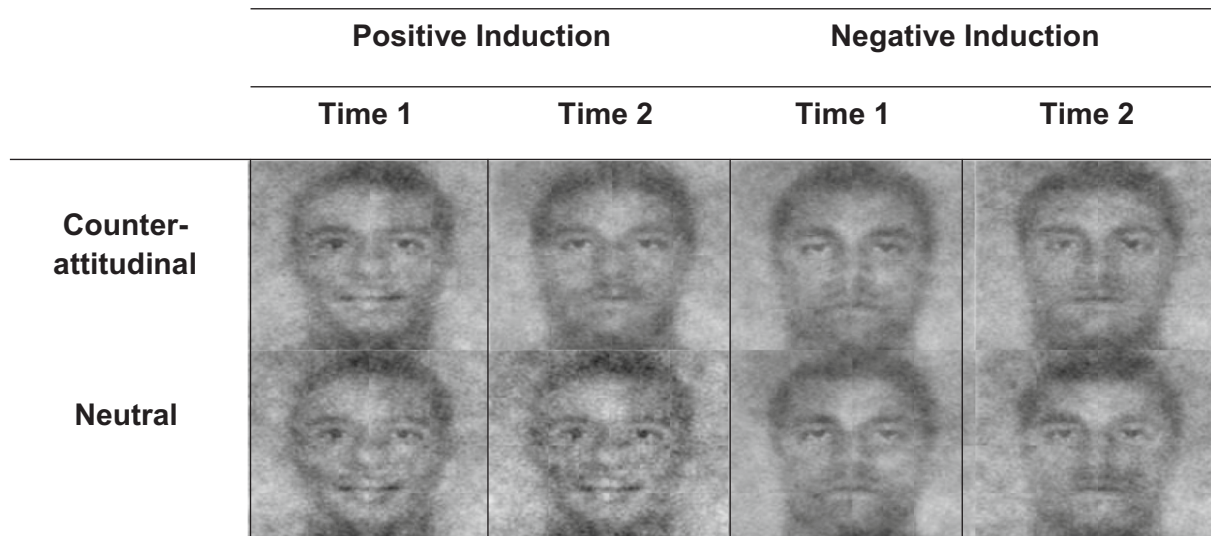 Positive Induction Negative Induction
Time 1 Time 2 Time 1 Time 2
Counter-
attitudinal
Neutral